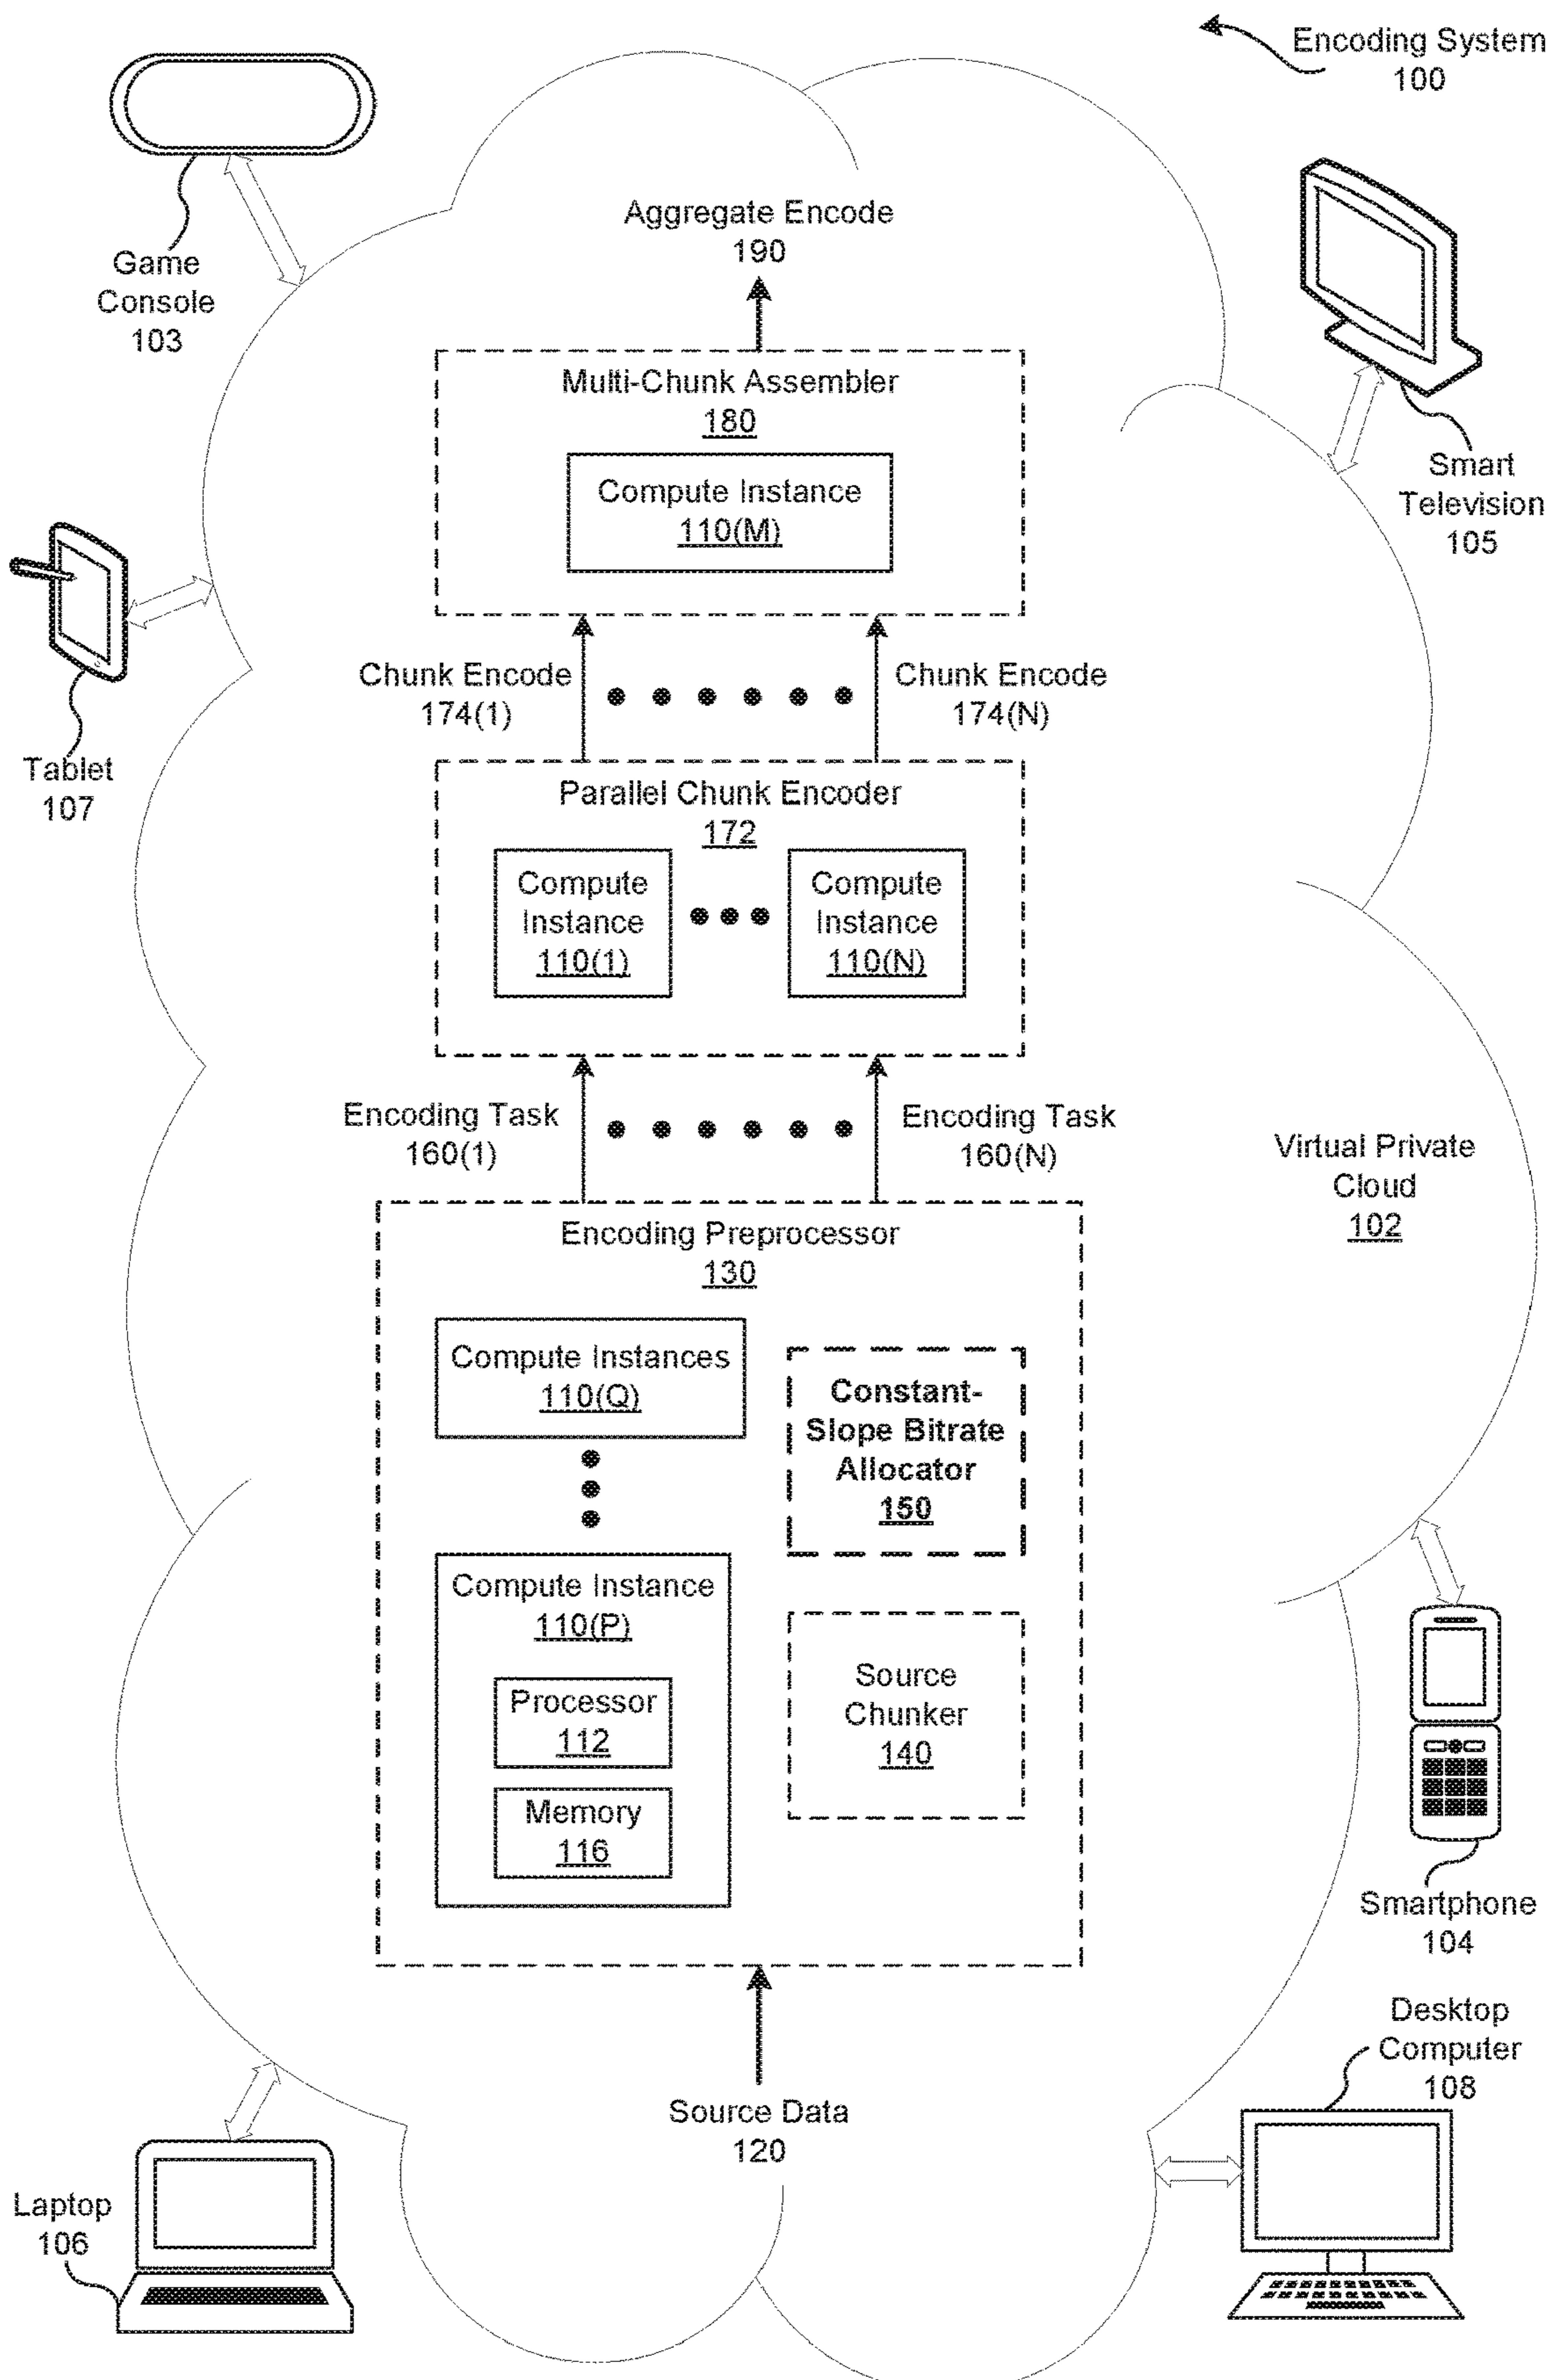 Encoding System
100
Game
Console
103
Aggregate Encode
190
Smart
Television
105
Multi-Chunk Assembler
180
Compute Instance
110(M)
Tablet
107
Chunk Encode
174(1)
Chunk Encode
174(N)
Parallel Chunk Encoder
172
Compute
Instance
110(1)
Compute
Instance
110(N)
Encoding Task
160(1)
Encoding Task
160(N)
Virtual Private
Cloud
102
Encoding Preprocessor
130
Compute Instances
110(Q)
Constant-
Slope Bitrate
Allocator
150
Compute Instance
110(P)
Processor
112
Memory
116
Source
Chunker
140
Smartphone
104
Source Data
120
Desktop
Computer
108
Laptop
106